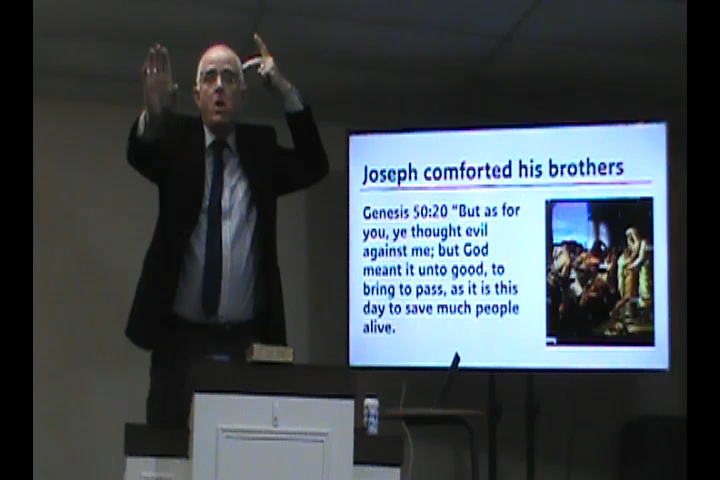 Joseph comforted his brothers
Genesis 50:20 "But as for
you, ye thought evil
against me; but God
meant it unto good, to
bring to pass, as it is this
day to save much people
alive.